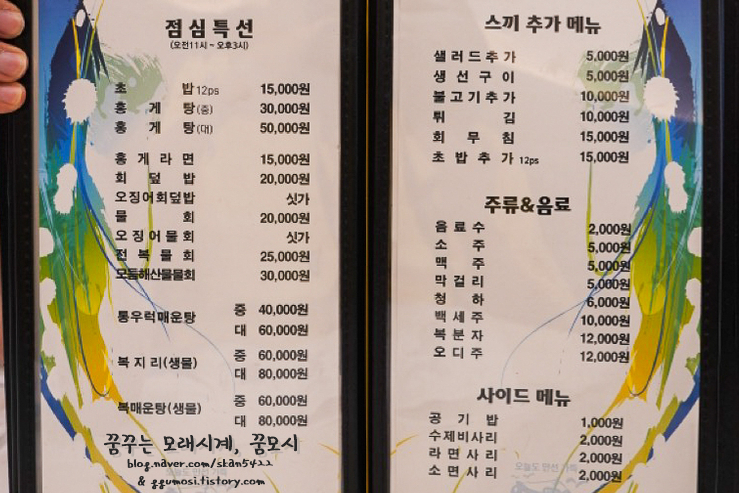 점심특선
(오전11시 ~ 오후3시)
초 밥 12ps 15,000원
홍 게 탕 (중) 30,000원
홍 게 탕 (대) 50,000원
홍 게 라 면 15,000원
회 덮 밥 20,000원
오징어회덮밥 싯가
물 회 20,000원
오징어물회 싯가
전 복 물 회 25,000원
모둠해산물물회 30,000원
통우럭매운탕 중 40,000원
대 60,000원
복 지 리(생물) 중 60,000원
대 80,000원
복매운탕(생물) 중 60,000원
대 80,000원
꿈꾸는 모래시계, 꿈모시
blog.naver.com/skan5422
& ggumosi.tistory.com
스끼 추가 메뉴
샐러드추가 5,000원
생 선 구 이 5,000원
불고기추가 10,000원
튀 김 10,000원
회 무 침 15,000원
초 밥 추 가 12ps 15,000원
주류&음료
음 료 수 2,000원
소 주 5,000원
맥 주 5,000원
막 걸 리 5,000원
청 하 6,000원
백 세 주 10,000원
복 분 자 12,000원
오 디 주 12,000원
사이드 메뉴
공 기 밥 1,000원
수제비사리 2,000원
라 면 사 리 2,000원
소 면 사 리 2,000원